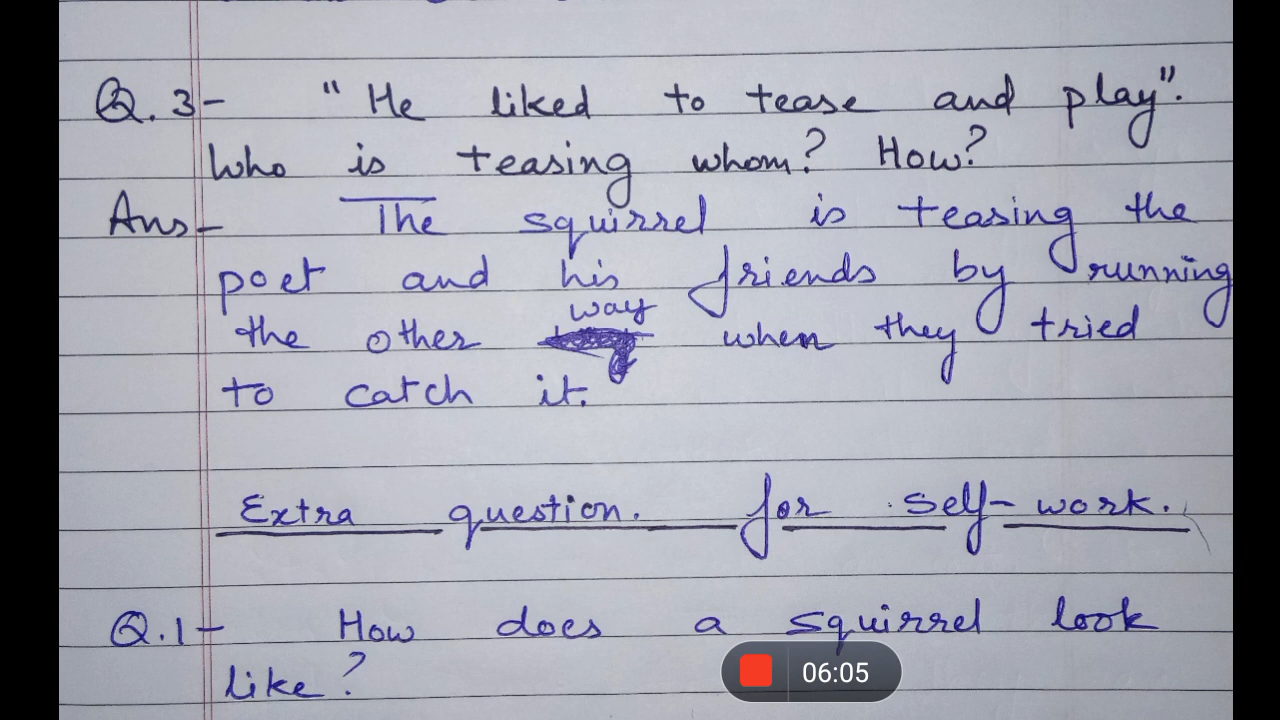 Q.3- "He liked to tease and play".
Who is teasing whom? How?
Ans- The squirrel is teasing the
poet and his friends by running
way
the other when they tried
to catch it.
Extra question. for self-work.
Q.1- How does a squirrel look
like?
06:05